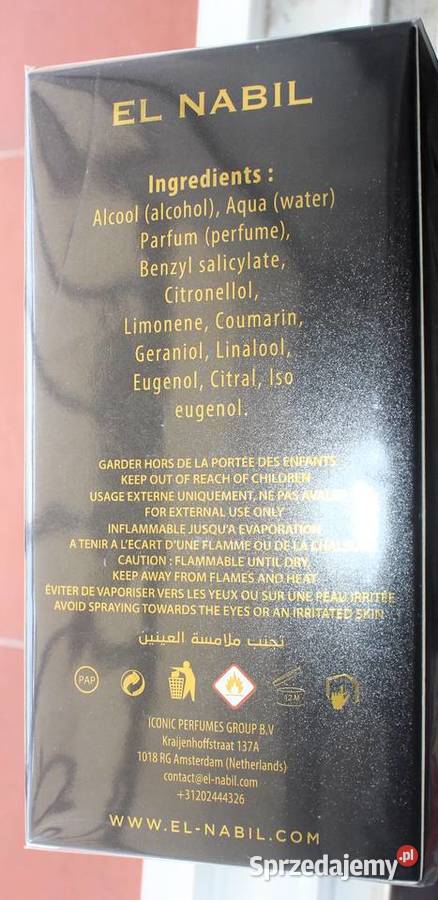 EL NABIL
Ingredients :
Alcool (alcohol), Aqua (water)
Parfum (perfume),
Benzyl salicylate,
Citronellol,
Limonene, Coumarin,
Geraniol, Linalool,
Eugenol, Citral, Iso
eugenol.
GARDER HORS DE LA PORTÉE DES ENFANTS
KEEP OUT OF REACH OF CHILDREN
USAGE EXTERNE UNIQUEMENT, NE PAS
FOR EXTERNAL USE ONLY
INFLAMMABLE JUSQU'A EVAPORATION
A TENIR A L'ECART D'UNE FLAMME OU DE LA
CAUTION : FLAMMABLE UNTIL DRY,
KEEP AWAY FROM FLAMES AND HEAT.
ÉVITER DE VAPORISER VERS LES YEUX OU SUR UNE PEAU IRRITÉE
AVOID SPRAYING TOWARDS THE EYES OR AN IRRITATED SKIN
تجنب ملامسة العينين
PAP
12 M
ICONIC PERFUMES GROUP B.V
Kraijenhoffstraat 137A
1018 RG Amsterdam (Netherlands)
contact@el-nabil.com
+31202444326
WWW.EL-NABIL.COM
Sprzedajemy.pl